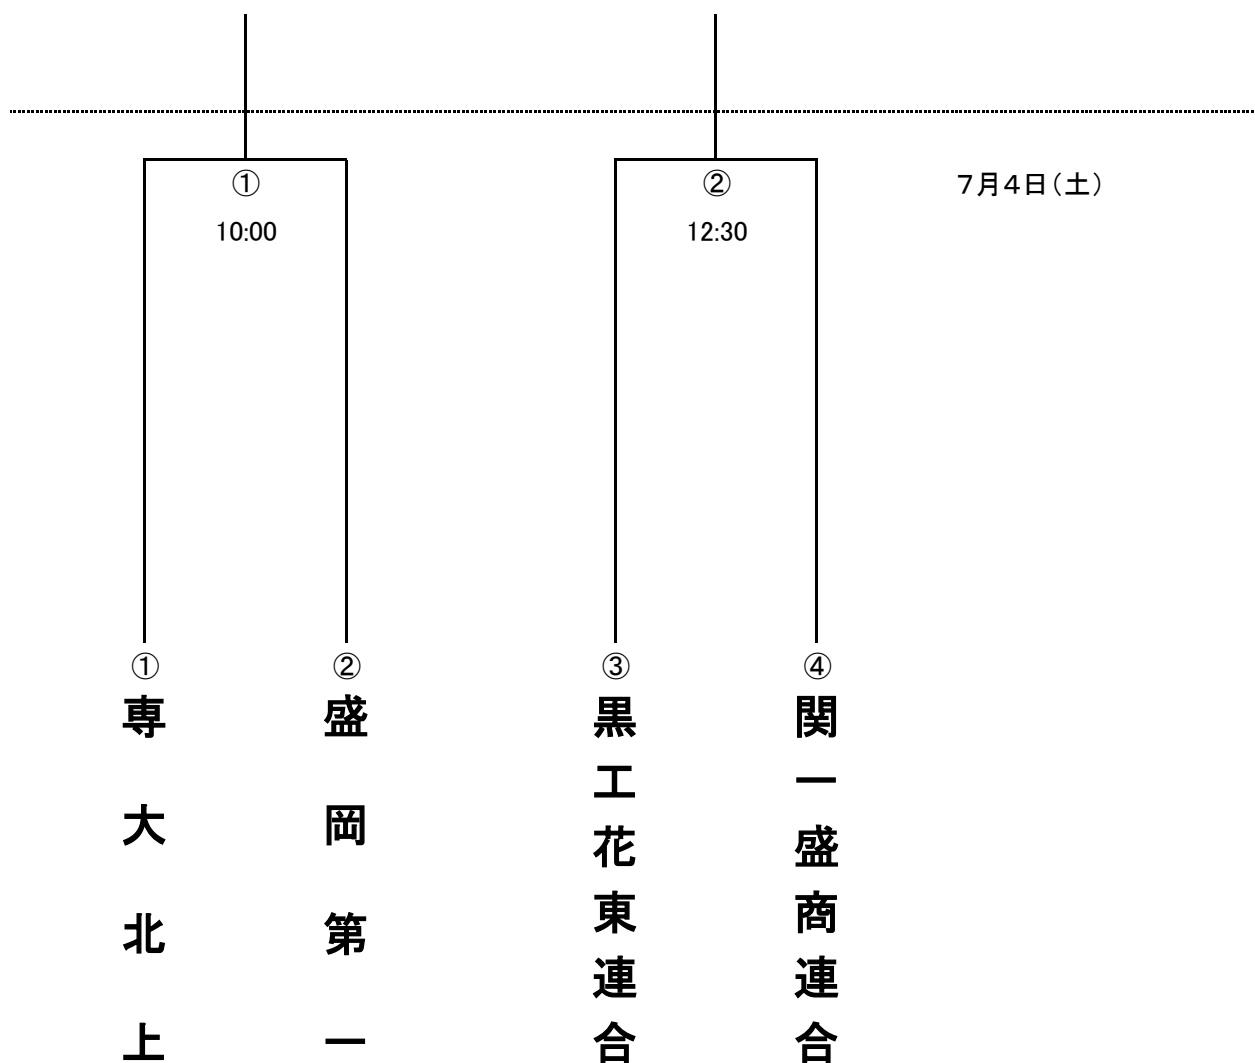 ①
②
7月4日(土)
10:00
12:30
①
②
③
④
専大北上
盛岡第一
黒工花東連合
関一盛商連合